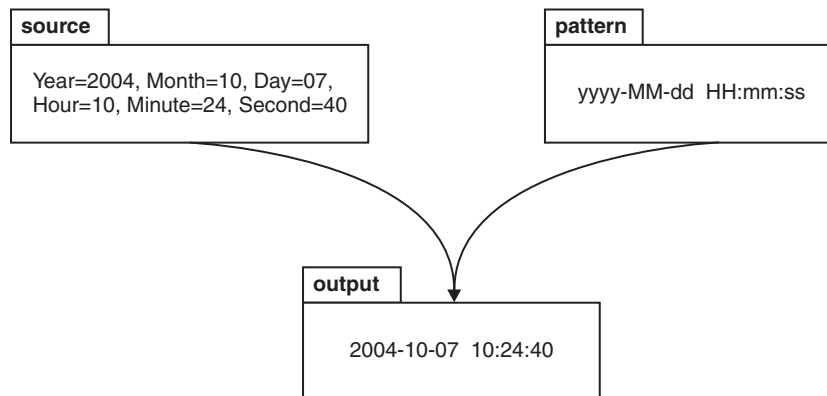 source
Year=2004, Month=10, Day=07,
Hour=10, Minute=24, Second=40
pattern
yyyy-MM-dd HH:mm:ss
output
2004-10-07 10:24:40